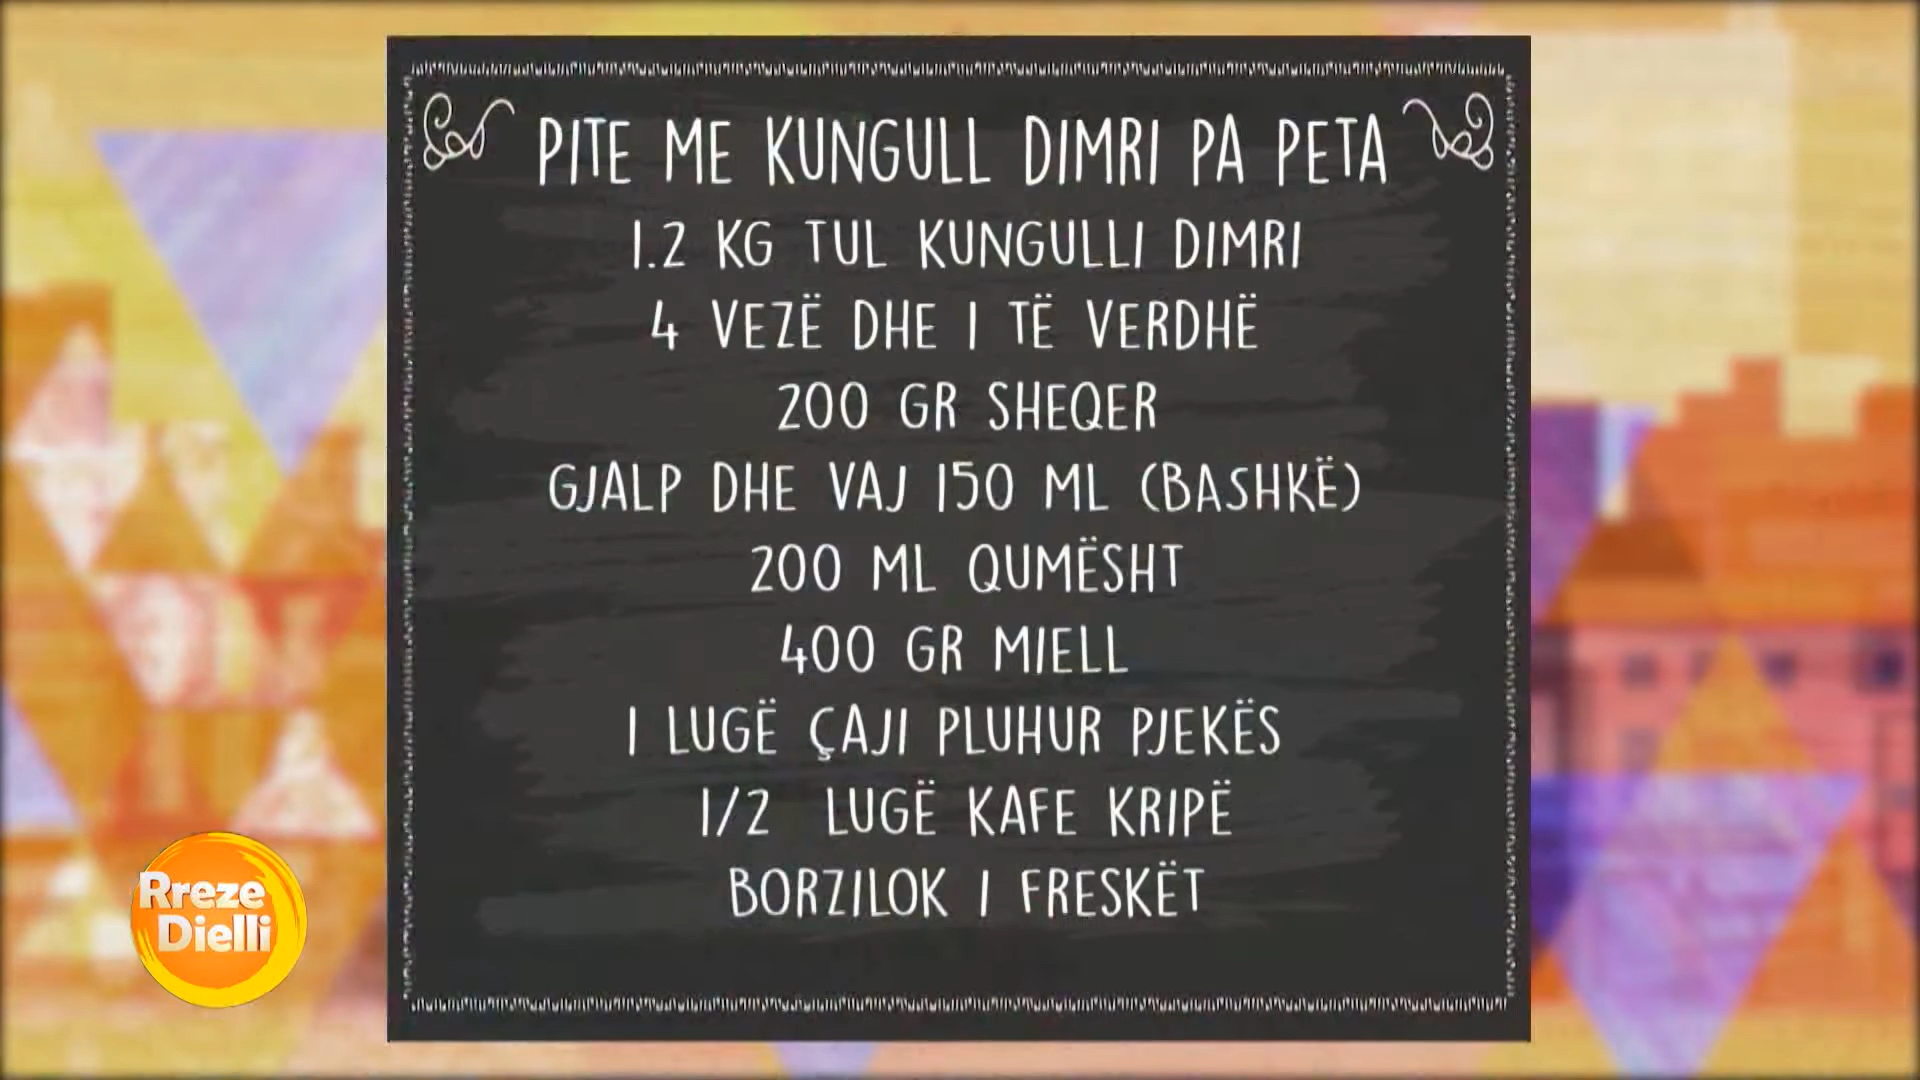 PITE ME KUNGULL DIMRI PA PETA
1.2 KG TUL KUNGULLI DIMRI
4 VEZË DHE 1 TË VERDHË
200 GR SHEQER
GJALP DHE VAJ 150 ML (BASHKË)
200 ML QUMËSHT
400 GR MIELL
1 LUGË ÇAJI PLUHUR PJEKËS
1/2 LUGË KAFE KRIPË
BORZILOK I FRESKËT
Rreze
Dielli